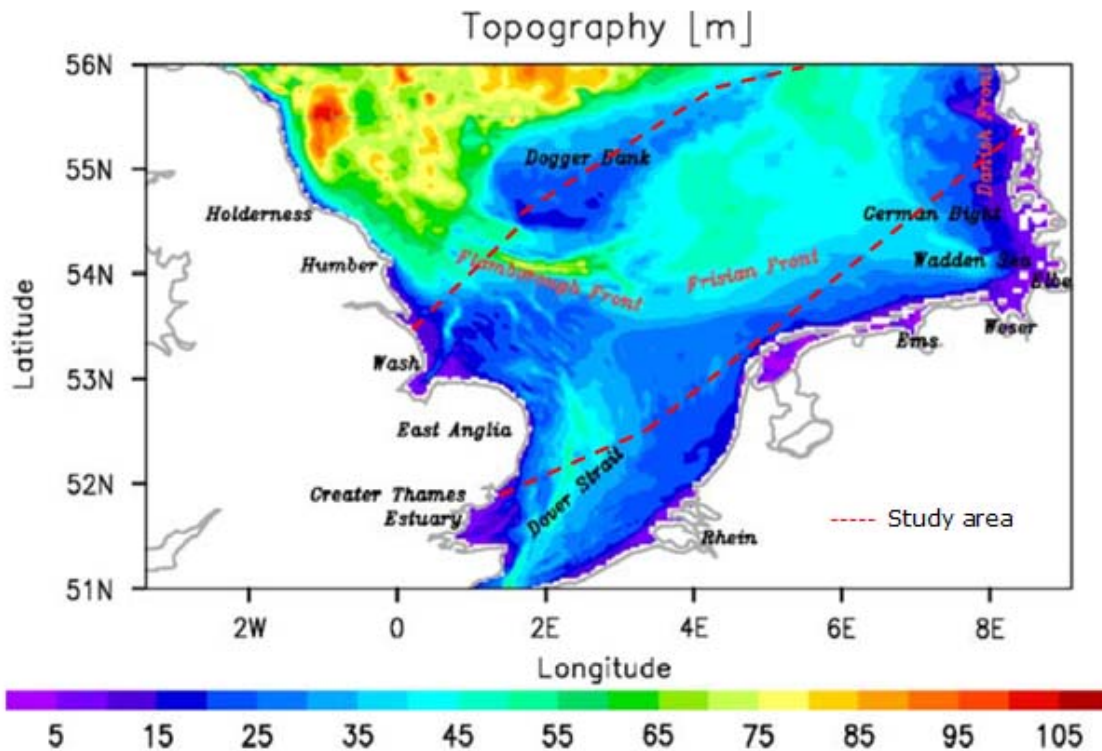 Topography [m]
56N
55N
54N
53N
52N
51N
Latitude
Dogger Bank
Danish Front
Holderness
German Bight
Humber
Flamborough Front
Frisian Front
Wadden Sea
Elbe
Weser
Ems
Wash
East Anglia
Greater Thames
Estuary
Dover Strait
Rhein
Study area
2W 0 2E 4E 6E 8E
Longitude
5 15 25 35 45 55 65 75 85 95 105